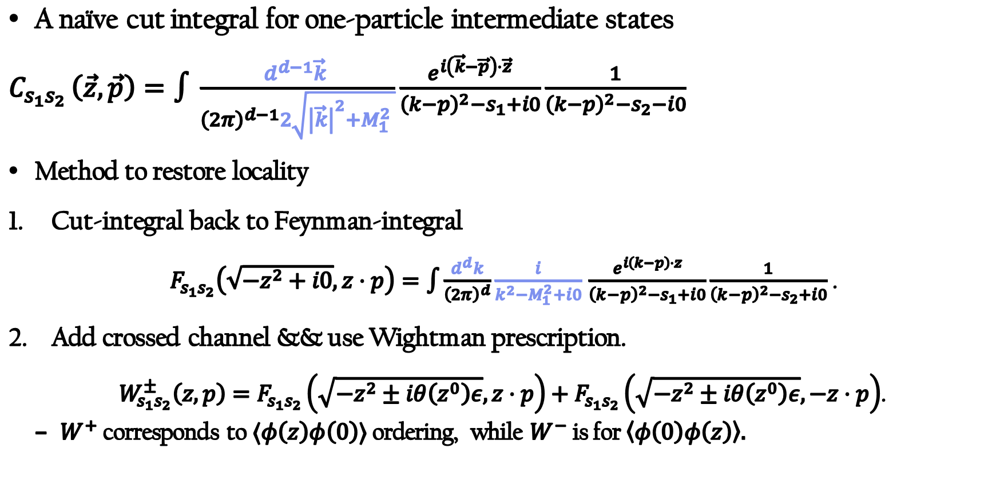 • A naïve cut integral for one-particle intermediate states
$C_{s_1 s_2}(\vec{z}, \vec{p}) = \int \frac{d^{d-1}\vec{k}}{(2\pi)^{d-1} 2\sqrt{|\vec{k}|^2 + M_1^2}} \frac{e^{i(\vec{k}-\vec{p})\cdot\vec{z}}}{(k-p)^2 - s_1 + i0} \frac{1}{(k-p)^2 - s_2 - i0}$
• Method to restore locality
1. Cut-integral back to Feynman-integral
$F_{s_1 s_2}(\sqrt{-z^2 + i0}, z \cdot p) = \int \frac{d^d k}{(2\pi)^d} \frac{i}{k^2 - M_1^2 + i0} \frac{e^{i(k-p)\cdot z}}{(k-p)^2 - s_1 + i0} \frac{1}{(k-p)^2 - s_2 + i0}.$
2. Add crossed channel && use Wightman prescription.
$W^{\pm}_{s_1 s_2}(z, p) = F_{s_1 s_2}\left(\sqrt{-z^2 \pm i\theta(z^0)\epsilon}, z \cdot p\right) + F_{s_1 s_2}\left(\sqrt{-z^2 \pm i\theta(z^0)\epsilon}, -z \cdot p\right).$
– $W^+$ corresponds to $\langle\phi(z)\phi(0)\rangle$ ordering, while $W^-$ is for $\langle\phi(0)\phi(z)\rangle$.